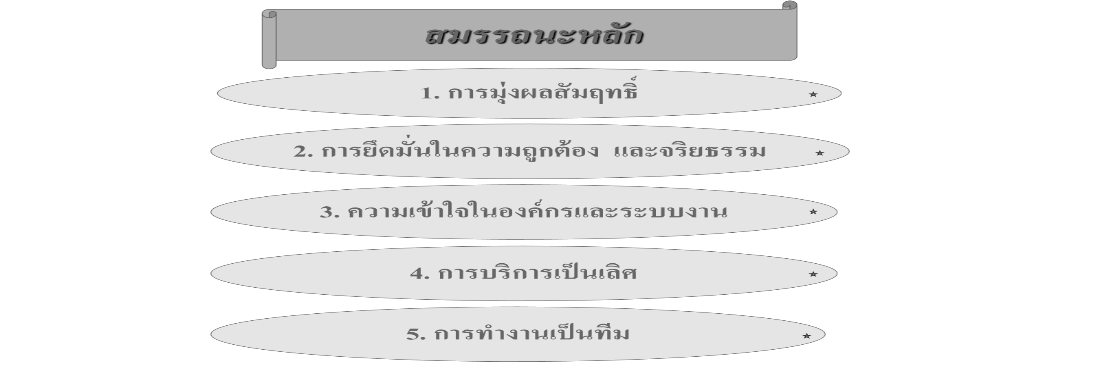 สมรรถนะหลัก
1. การมุ่งผลสัมฤทธิ์
2. การยึดมั่นในความถูกต้อง และจริยธรรม
3. ความเข้าใจในองค์กรและระบบงาน
4. การบริการเป็นเลิศ
5. การทำงานเป็นทีม